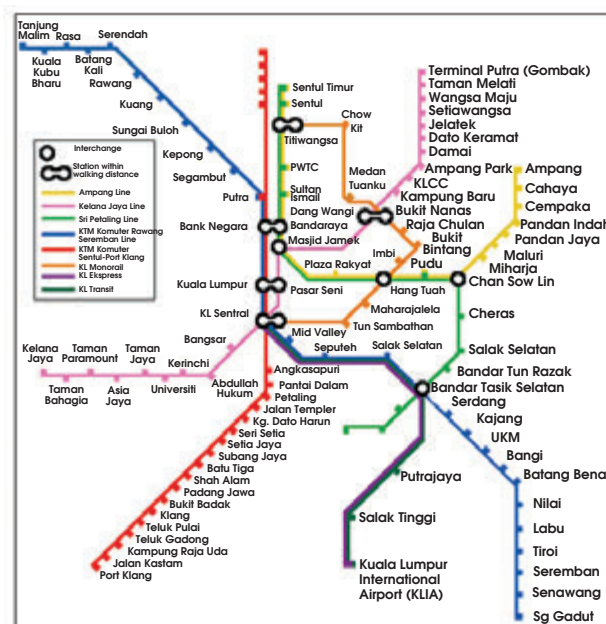 Tanjung
Malim
Rasa
Serendah
Kuala
Kubu
Bharu
Batang
Kali
Rawang
Kuang
Sungai Buloh
Kepong
Segambut
Putra
Bank Negara
Kuala Lumpur
KL Sentral
Interchange
Station within
walking distance
Ampang Line
Kelana Jaya Line
Sri Petaling Line
KTM Komuter Rawang
Seremban Line
KTM Komuter
Sentul-Port Klang
KL Monorail
KL Ekspress
KL Transit
Sentul Timur
Sentul
Titiwangsa
Chow
Kit
PWTC
Sultan
Ismail
Medan
Tuanku
Dang Wangi
Bandaraya
Masjid Jamek
Plaza Rakyat
Pasar Seni
Hang Tuah
Imbi
Pudu
Maharajalela
Tun Sambathan
Terminal Putra (Gombak)
Taman Melati
Wangsa Maju
Setiawangsa
Jelatek
Dato Keramat
Damai
Ampang Park
KLCC
Kampung Baru
Bukit Nanas
Raja Chulan
Bukit
Bintang
Ampang
Cahaya
Cempaka
Pandan Indah
Pandan Jaya
Maluri
Miharja
Chan Sow Lin
Cheras
Salak Selatan
Bandar Tun Razak
Bandar Tasik Selatan
Mid Valley
Seputeh
Salak Selatan
Bangsar
Kelana
Jaya
Taman
Paramount
Taman
Jaya
Kerinchi
Taman
Bahagia
Asia
Jaya
Universiti
Abdullah
Hukum
Angkasapuri
Pantai Dalam
Petaling
Jalan Templer
Kg. Dato Harun
Seri Setia
Setia Jaya
Subang Jaya
Batu Tiga
Shah Alam
Padang Jawa
Bukit Badak
Klang
Teluk Pulai
Teluk Gadong
Kampung Raja Uda
Jalan Kastam
Port Klang
Serdang
Kajang
UKM
Bangi
Batang Bena
Nilai
Labu
Tiroi
Seremban
Senawang
Sg Gadut
Putrajaya
Salak Tinggi
Kuala Lumpur
International
Airport (KLIA)